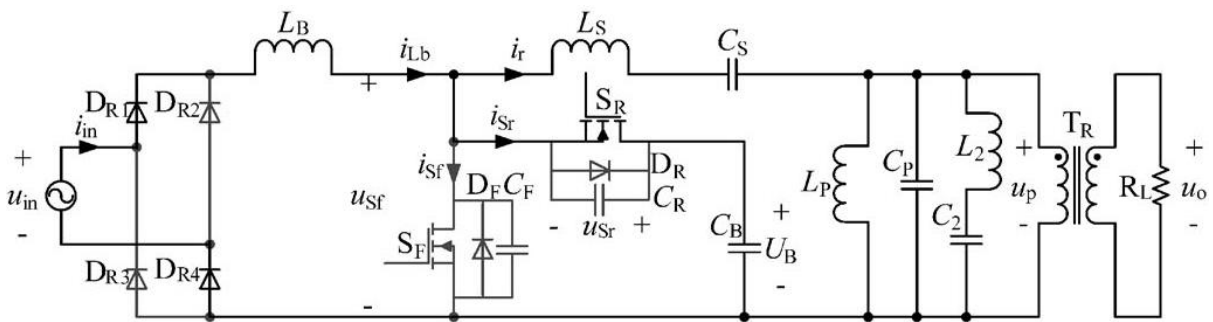 L_B
i_Lb
i_r
L_S
C_S
+
D_R1
D_R2
i_in
+
u_in
-
D_R3
D_R4
i_Sr
S_R
D_R
C_R
- u_Sr +
i_Sf
u_Sf
D_F
C_F
S_F
-
C_B
+
U_B
-
L_P
C_P
L_2
C_2
+
u_p
-
T_R
R_L
+
u_o
-